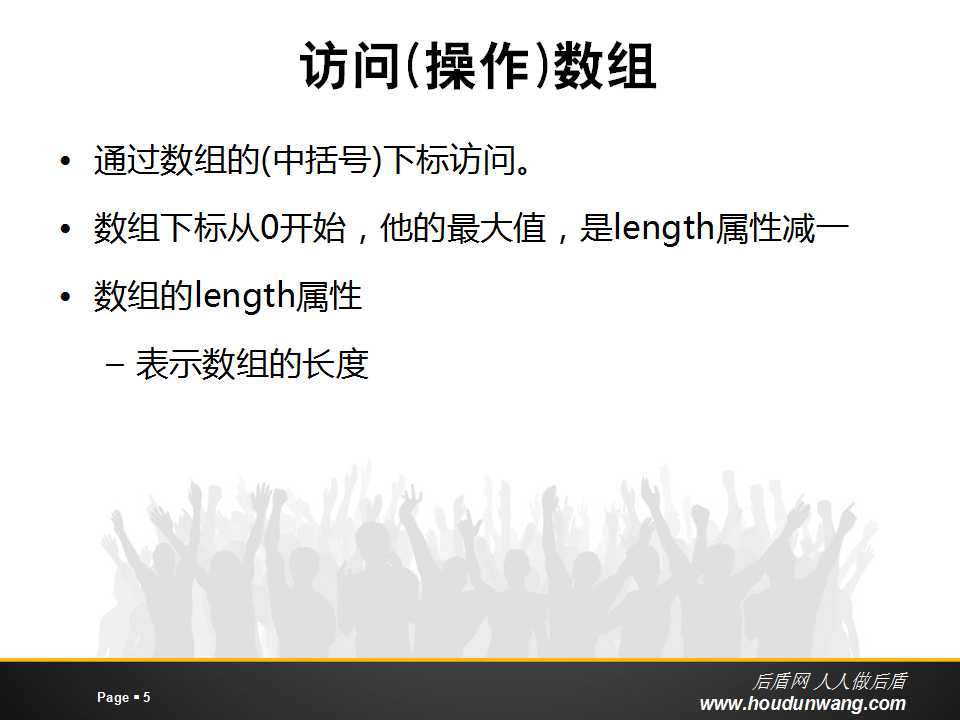 访问(操作)数组
• 通过数组的(中括号)下标访问。
• 数组下标从0开始，他的最大值，是length属性减一
• 数组的length属性
– 表示数组的长度
Page ▪ 5
后盾网 人人做后盾
www.houdunwang.com